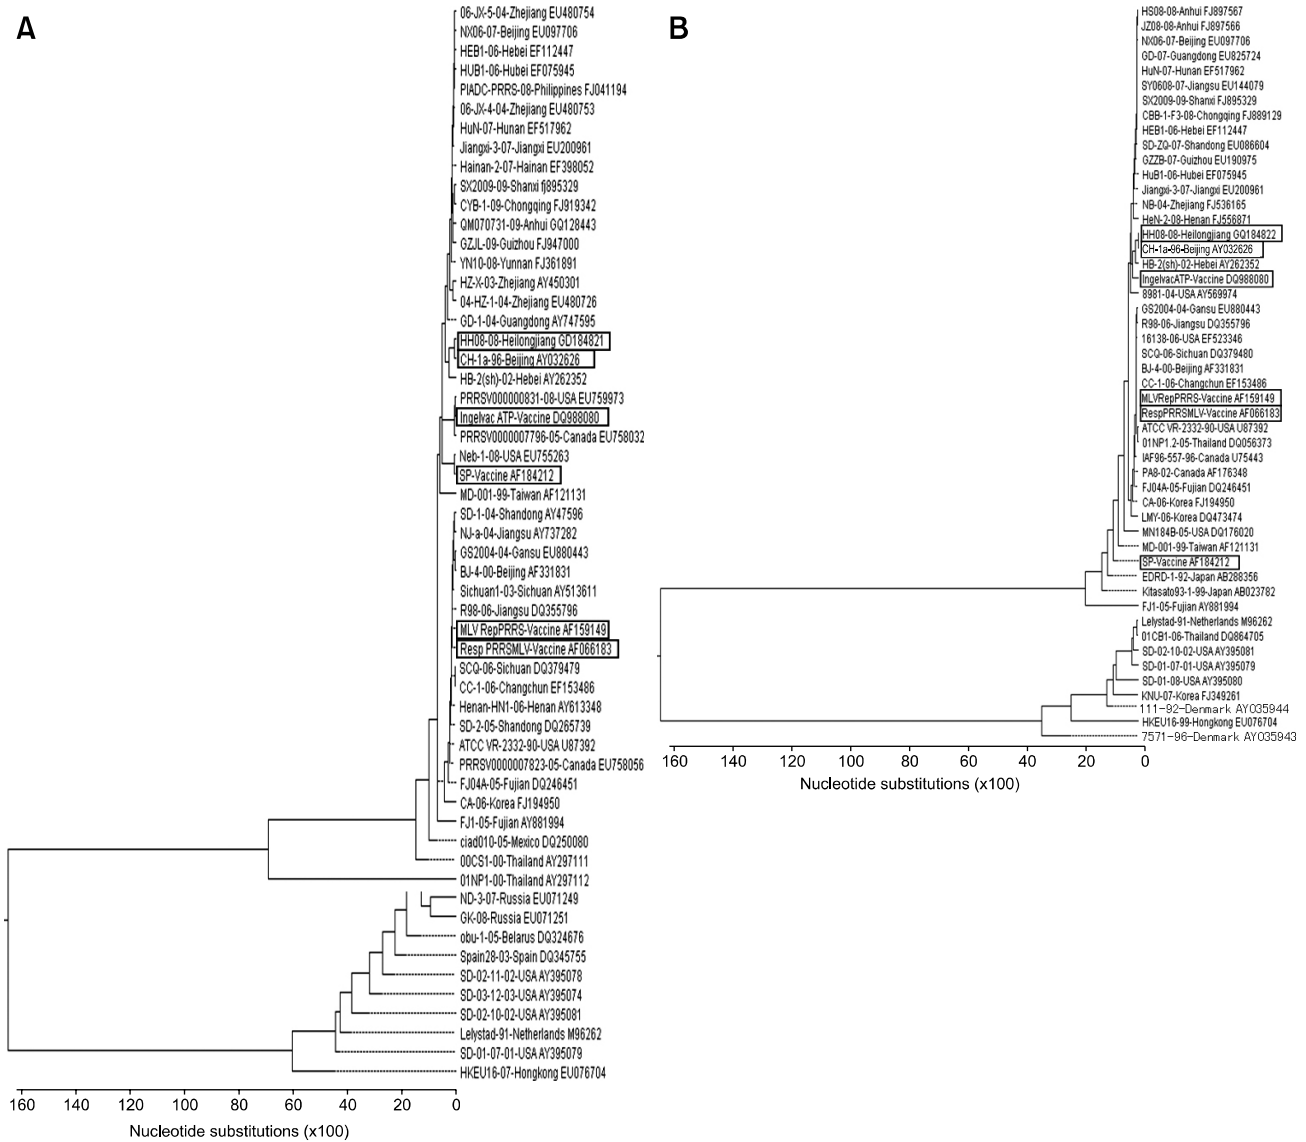 A
06-JX-5-04-Zhejiang EU480754
NX06-07-Beijing EU097706
HEB1-06-Hebei EF112447
HUB1-06-Hubei EF075945
PIADC-PRRS-08-Philippines FJ041194
06-JX-4-04-Zhejiang EU480753
HuN-07-Hunan EF517962
Jiangxi-3-07-Jiangxi EU200961
Hainan-2-07-Hainan EF398052
SX2009-09-Shanxi fj895329
CYB-1-09-Chongqing FJ919342
QM070731-09-Anhui GQ128443
GZJL-09-Guizhou FJ947000
YN10-08-Yunnan FJ361891
HZ-X-03-Zhejiang AY450301
04-HZ-1-04-Zhejiang EU480726
GD-1-04-Guangdong AY747595
HH08-08-Heilongjiang GD184821
CH-1a-96-Beijing AY032626
HB-2(sh)-02-Hebei AY262352
PRRSV000000831-08-USA EU759973
Ingelvac ATP-Vaccine DQ988080
PRRSV0000007796-05-Canada EU758032
Neb-1-08-USA EU755263
SP-Vaccine AF184212
MD-001-99-Taiwan AF121131
SD-1-04-Shandong AY47596
NJ-a-04-Jiangsu AY737282
GS2004-04-Gansu EU880443
BJ-4-00-Beijing AF331831
Sichuan1-03-Sichuan AY513611
R98-06-Jiangsu DQ355796
MLV RepPRRS-Vaccine AF159149
Resp PRRSMLV-Vaccine AF066183
SCQ-06-Sichuan DQ379479
CC-1-06-Changchun EF153486
Henan-HN1-06-Henan AY613348
SD-2-05-Shandong DQ265739
ATCC VR-2332-90-USA U87392
PRRSV0000007823-05-Canada EU758056
FJ04A-05-Fujian DQ246451
CA-06-Korea FJ194950
FJ1-05-Fujian AY881994
ciad010-05-Mexico DQ250080
00CS1-00-Thailand AY297111
01NP1-00-Thailand AY297112
ND-3-07-Russia EU071249
GK-08-Russia EU071251
obu-1-05-Belarus DQ324676
Spain28-03-Spain DQ345755
SD-02-11-02-USA AY395078
SD-03-12-03-USA AY395074
SD-02-10-02-USA AY395081
Lelystad-91-Netherlands M96262
SD-01-07-01-USA AY395079
HKEU16-07-Hongkong EU076704
160 140 120 100 80 60 40 20 0
Nucleotide substitutions (x100)
B
HS08-08-Anhui FJ897567
JZ08-08-Anhui FJ897566
NX06-07-Beijing EU097706
GD-07-Guangdong EU825724
HuN-07-Hunan EF517962
SY0608-07-Jiangsu EU144079
SX2009-09-Shanxi FJ895329
CBB-1-F3-08-Chongqing FJ889129
HEB1-06-Hebei EF112447
SD-ZQ-07-Shandong EU086604
GZZB-07-Guizhou EU190975
HuB1-06-Hubei EF075945
Jiangxi-3-07-Jiangxi EU200961
NB-04-Zhejiang FJ536165
HeN-2-08-Henan FJ556871
HH08-08-Heilongjiang GQ184822
CH-1a-96-Beijing AY032626
HB-2(sh)-02-Hebei AY262352
IngelvacATP-Vaccine DQ988080
8981-04-USA AY569974
GS2004-04-Gansu EU880443
R98-06-Jiangsu DQ355796
16138-06-USA EF523346
SCQ-06-Sichuan DQ379480
BJ-4-00-Beijing AF331831
CC-1-06-Changchun EF153486
MLVRepPRRS-Vaccine AF159149
RespPRRSMLV-Vaccine AF066183
ATCC VR-2332-90-USA U87392
01NP1.2-05-Thailand DQ056373
IAF96-557-96-Canada U75443
PA8-02-Canada AF176348
FJ04A-05-Fujian DQ246451
CA-06-Korea FJ194950
LMY-06-Korea DQ473474
MN184B-05-USA DQ176020
MD-001-99-Taiwan AF121131
SP-Vaccine AF184212
EDRD-1-92-Japan AB288356
Kitasato93-1-99-Japan AB023782
FJ1-05-Fujian AY881994
Lelystad-91-Netherlands M96262
01CB1-06-Thailand DQ864705
SD-02-10-02-USA AY395081
SD-01-07-01-USA AY395079
SD-01-08-USA AY395080
KNU-07-Korea FJ349261
111-92-Denmark AY035944
HKEU16-99-Hongkong EU076704
7571-96-Denmark AY035943
160 140 120 100 80 60 40 20 0
Nucleotide substitutions (x100)